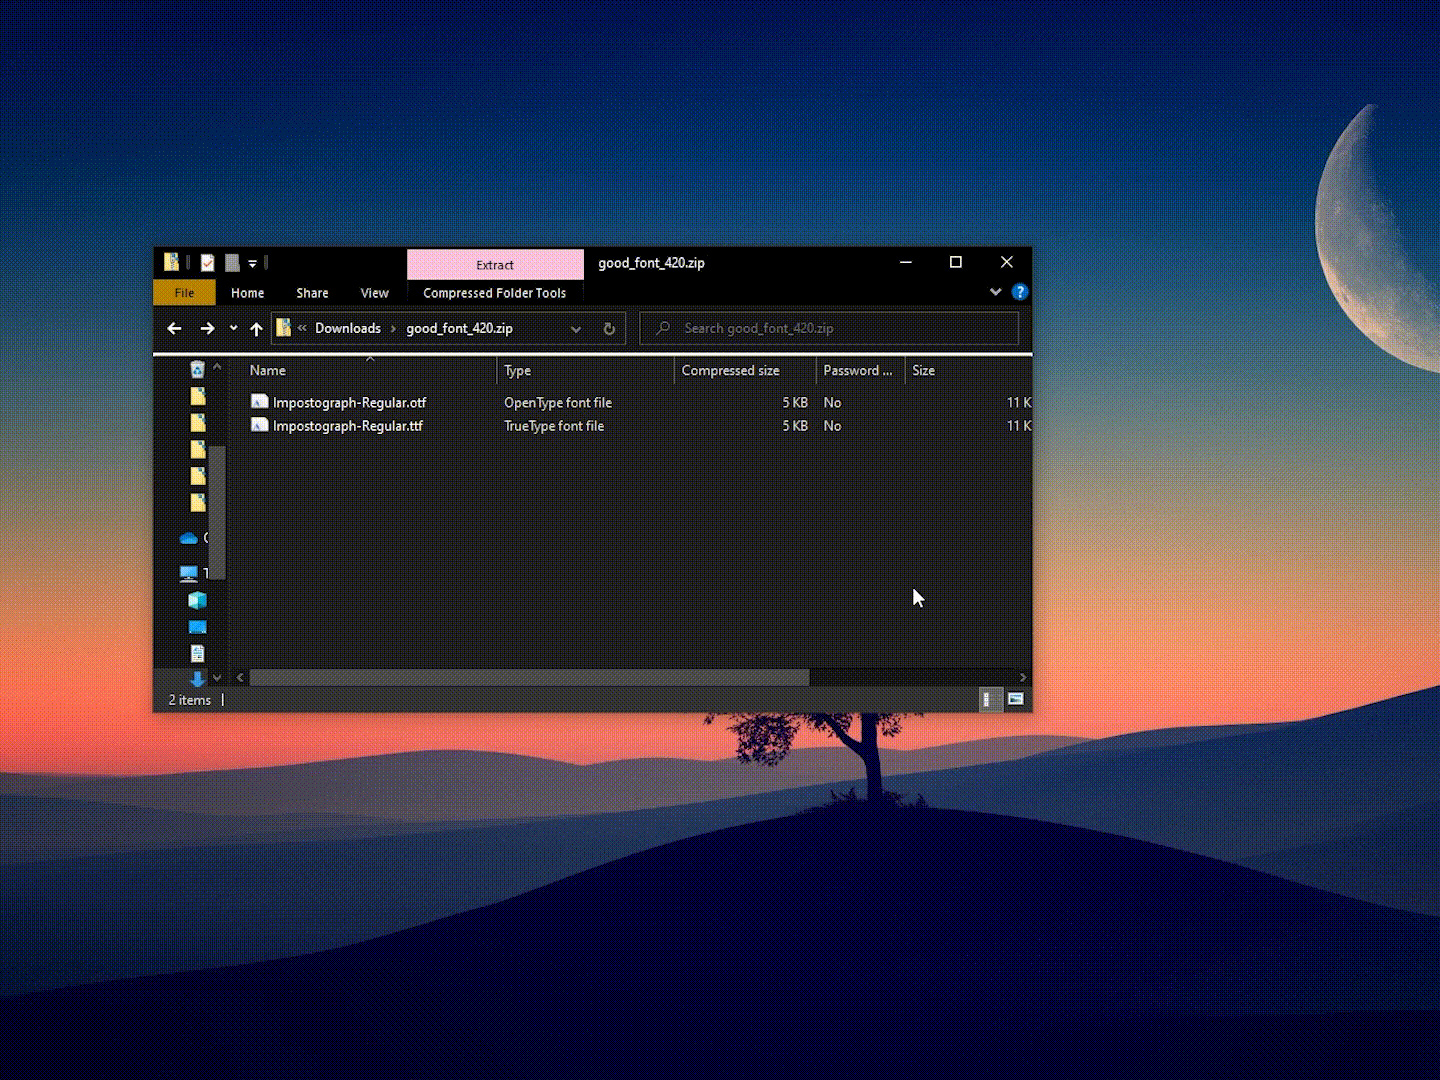 Extract
good_font_420.zip
File
Home
Share
View
Compressed Folder Tools
?
« Downloads › good_font_420.zip
Search good_font_420.zip
Name
Type
Compressed size
Password ...
Size
Impostograph-Regular.otf
OpenType font file
5 KB
No
11 K
Impostograph-Regular.ttf
TrueType font file
5 KB
No
11 K
2 items